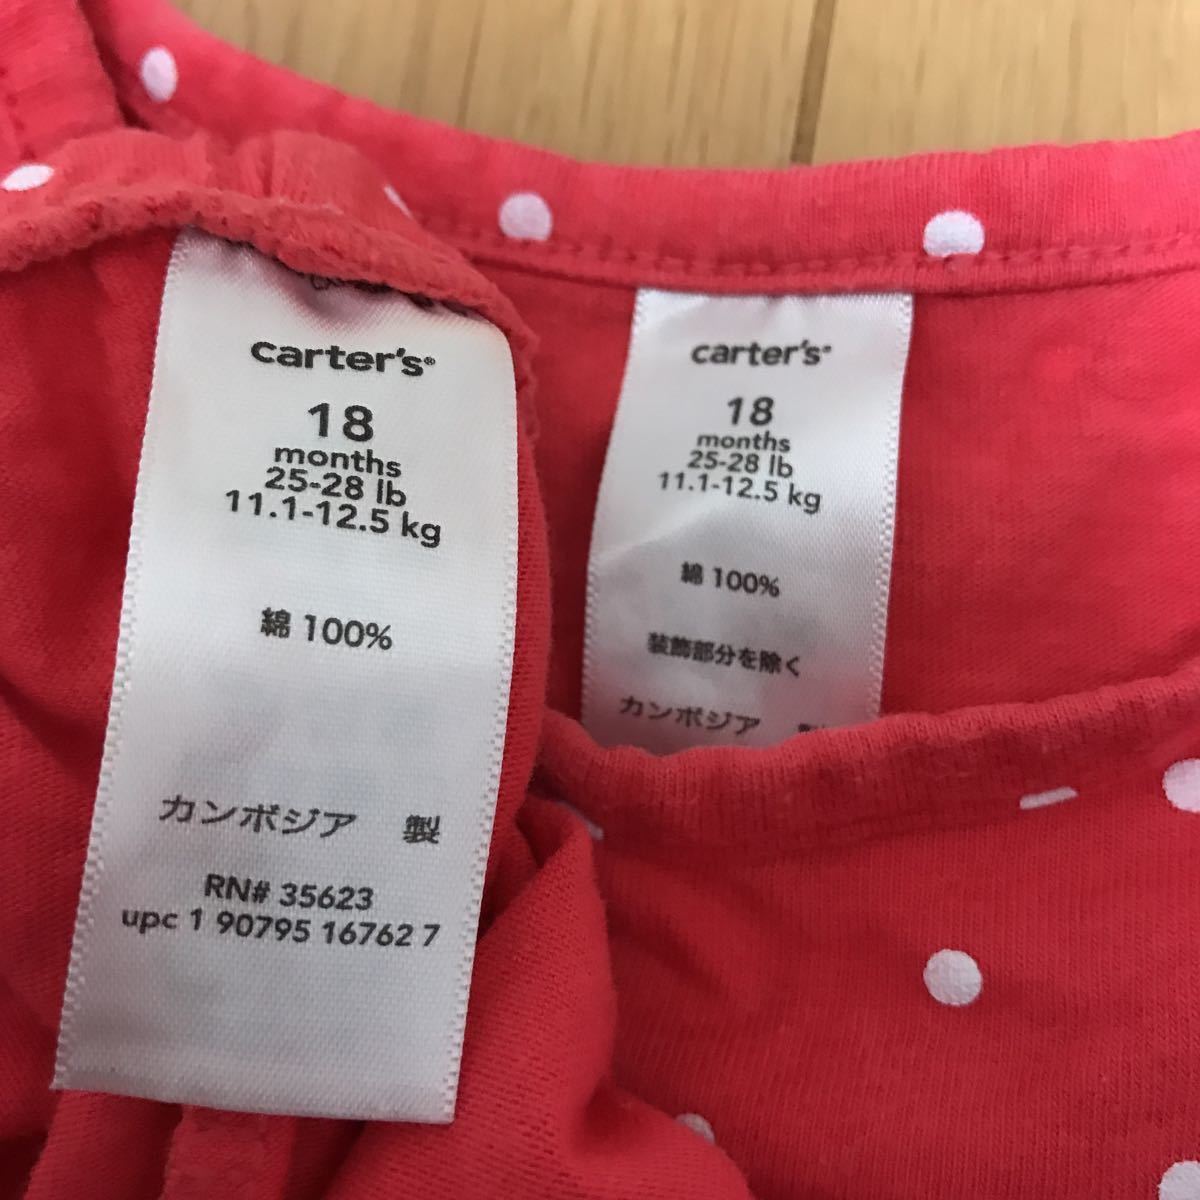 carter's®
18
months
25-28 lb
11.1-12.5 kg
綿 100%
カンボジア 製
RN# 35623
upc 1 90795 16762 7
carter's®
18
months
25-28 lb
11.1-12.5 kg
綿 100%
装飾部分を除く
カンボジア